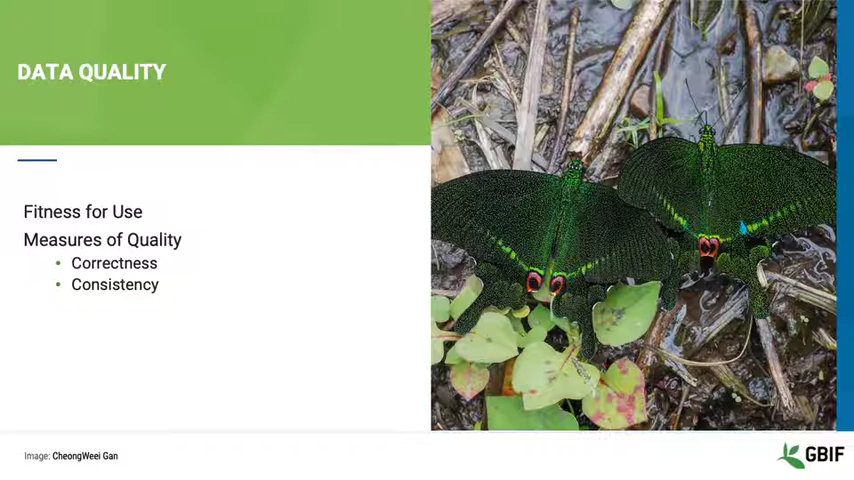 DATA QUALITY
Fitness for Use
Measures of Quality
• Correctness
• Consistency
Image: CheongWeei Gan
GBIF